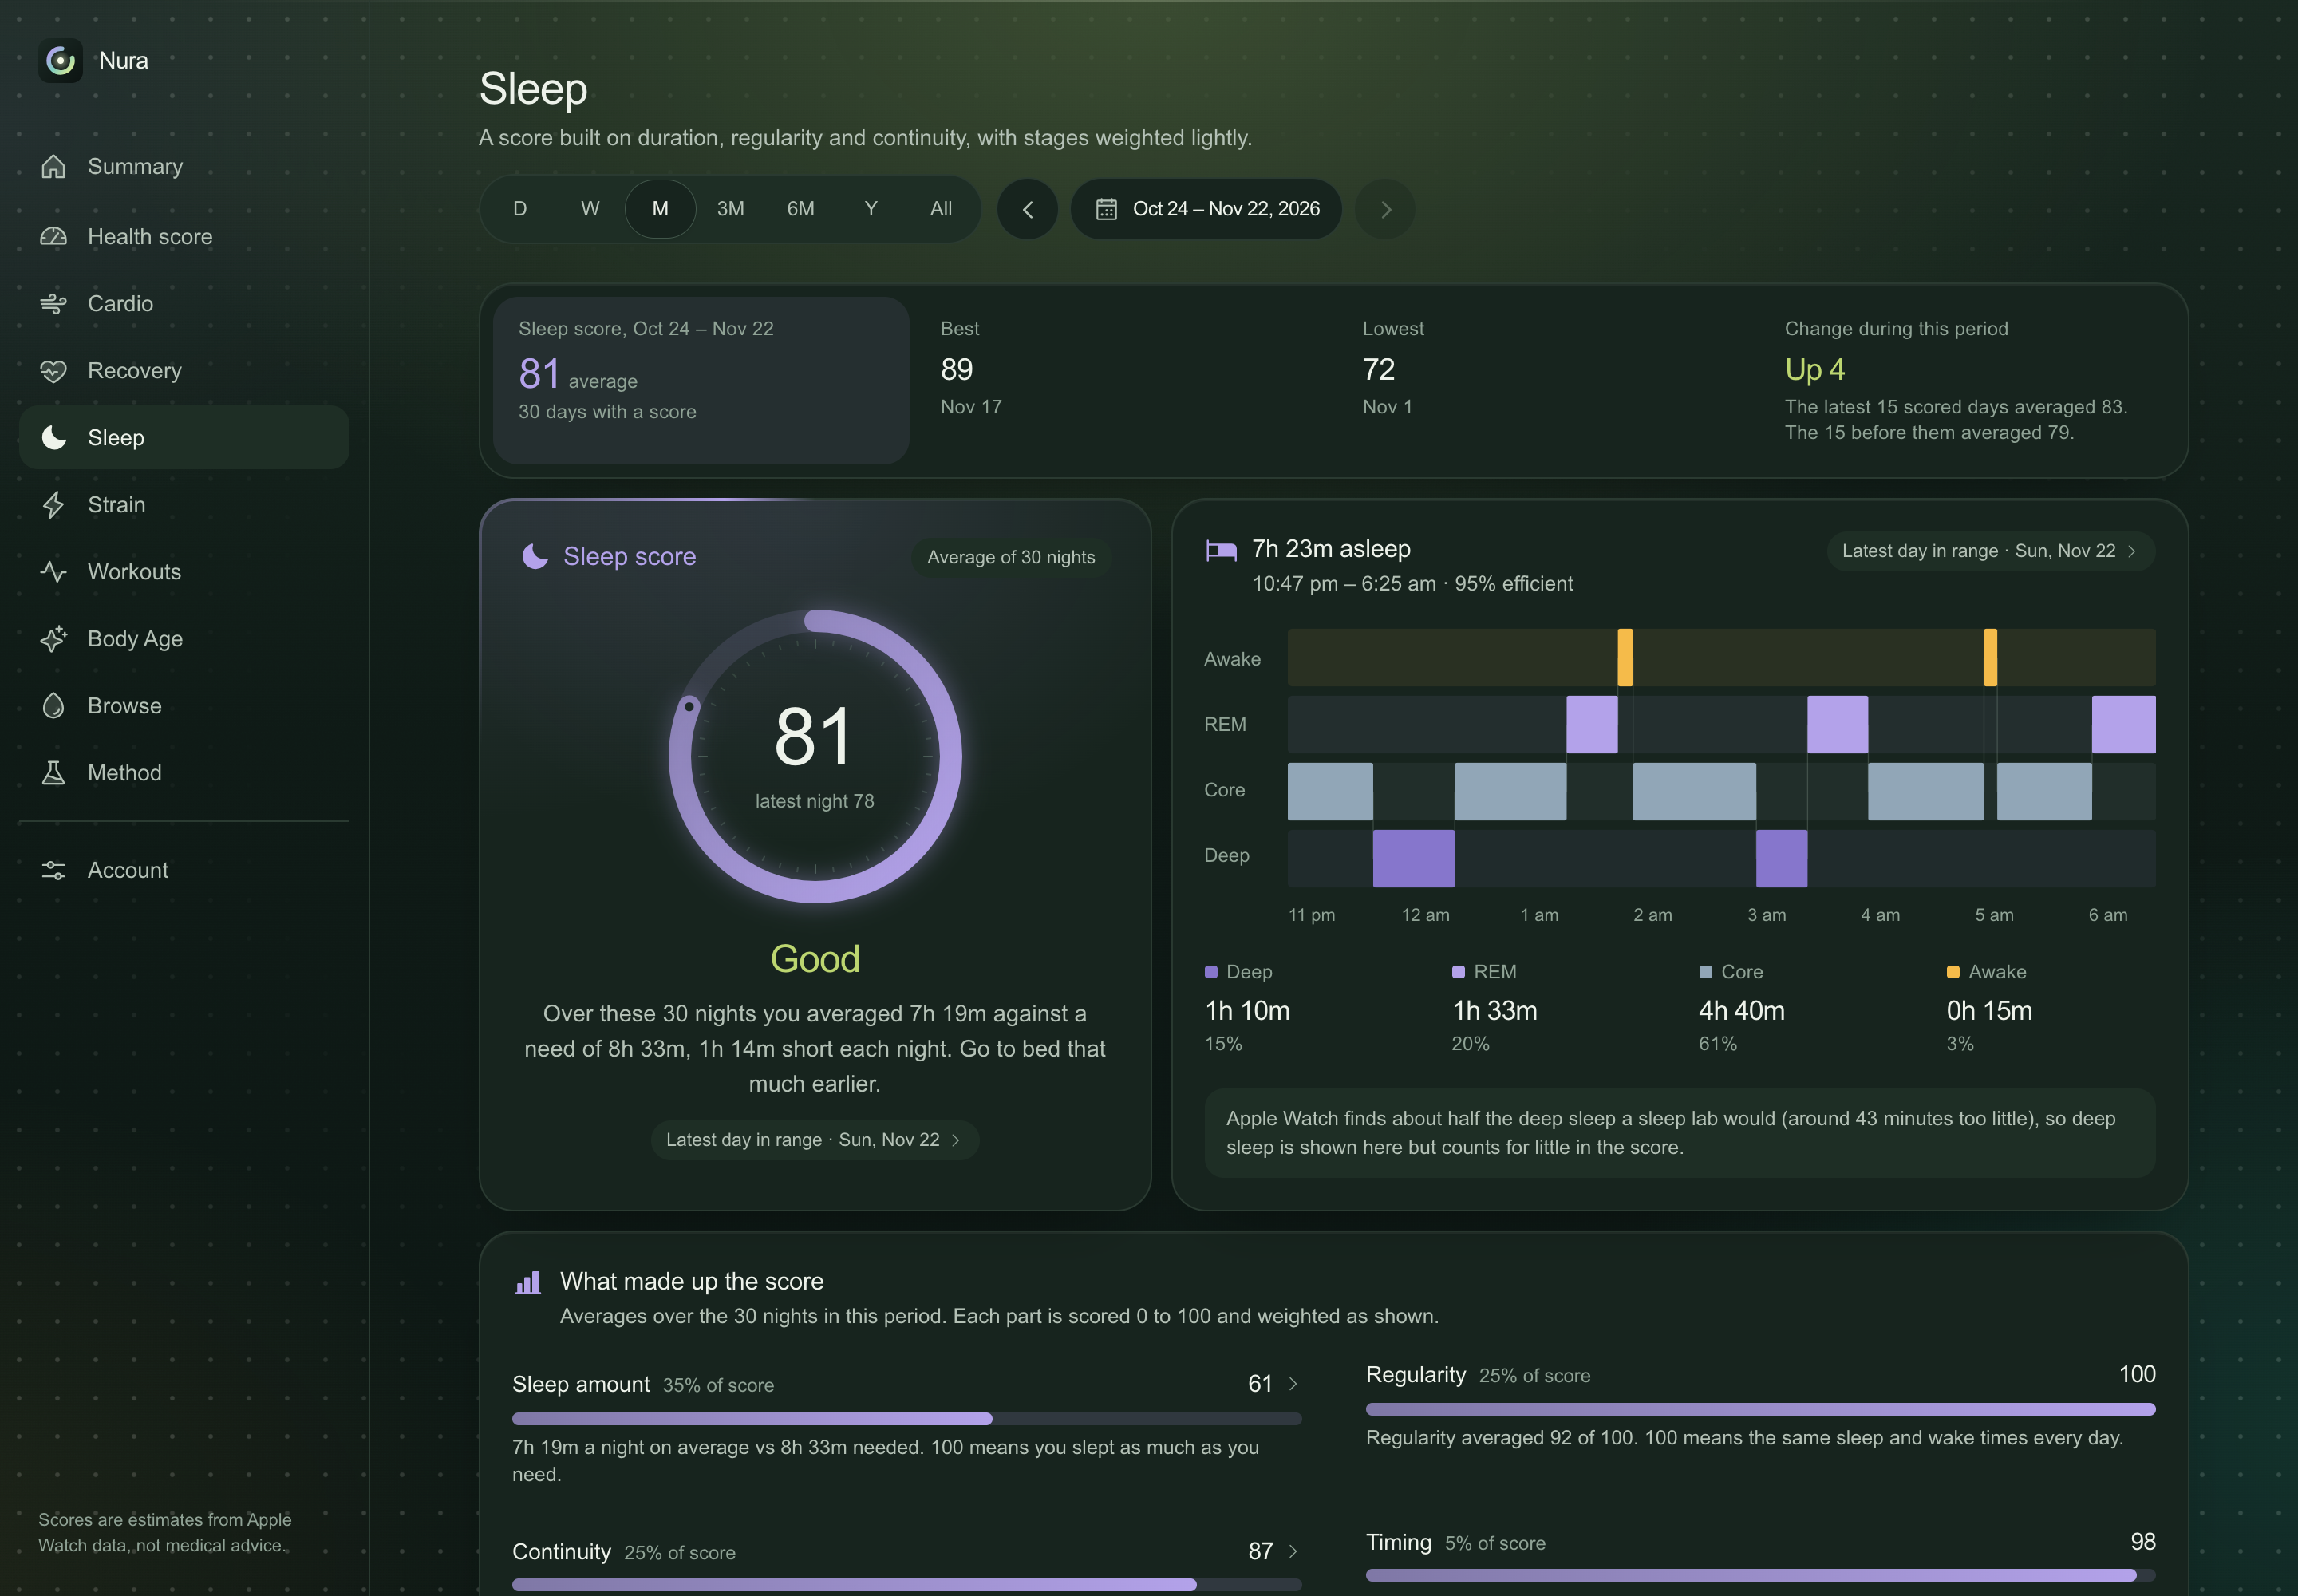 Nura
Summary
Health score
Cardio
Recovery
Sleep
Strain
Workouts
Body Age
Browse
Method
Account
Scores are estimates from Apple
Watch data, not medical advice.
Sleep
A score built on duration, regularity and continuity, with stages weighted lightly.
D W M 3M 6M Y All
Oct 24 – Nov 22, 2026
Sleep score, Oct 24 – Nov 22
81 average
30 days with a score
Best
89
Nov 17
Lowest
72
Nov 1
Change during this period
Up 4
The latest 15 scored days averaged 83.
The 15 before them averaged 79.
Sleep score
Average of 30 nights
81
latest night 78
Good
Over these 30 nights you averaged 7h 19m against a
need of 8h 33m, 1h 14m short each night. Go to bed that
much earlier.
Latest day in range · Sun, Nov 22
7h 23m asleep
10:47 pm – 6:25 am · 95% efficient
Latest day in range · Sun, Nov 22
Awake
REM
Core
Deep
11 pm 12 am 1 am 2 am 3 am 4 am 5 am 6 am
Deep
1h 10m
15%
REM
1h 33m
20%
Core
4h 40m
61%
Awake
0h 15m
3%
Apple Watch finds about half the deep sleep a sleep lab would (around 43 minutes too little), so deep
sleep is shown here but counts for little in the score.
What made up the score
Averages over the 30 nights in this period. Each part is scored 0 to 100 and weighted as shown.
Sleep amount 35% of score 61
7h 19m a night on average vs 8h 33m needed. 100 means you slept as much as you
need.
Regularity 25% of score 100
Regularity averaged 92 of 100. 100 means the same sleep and wake times every day.
Continuity 25% of score 87
Timing 5% of score 98